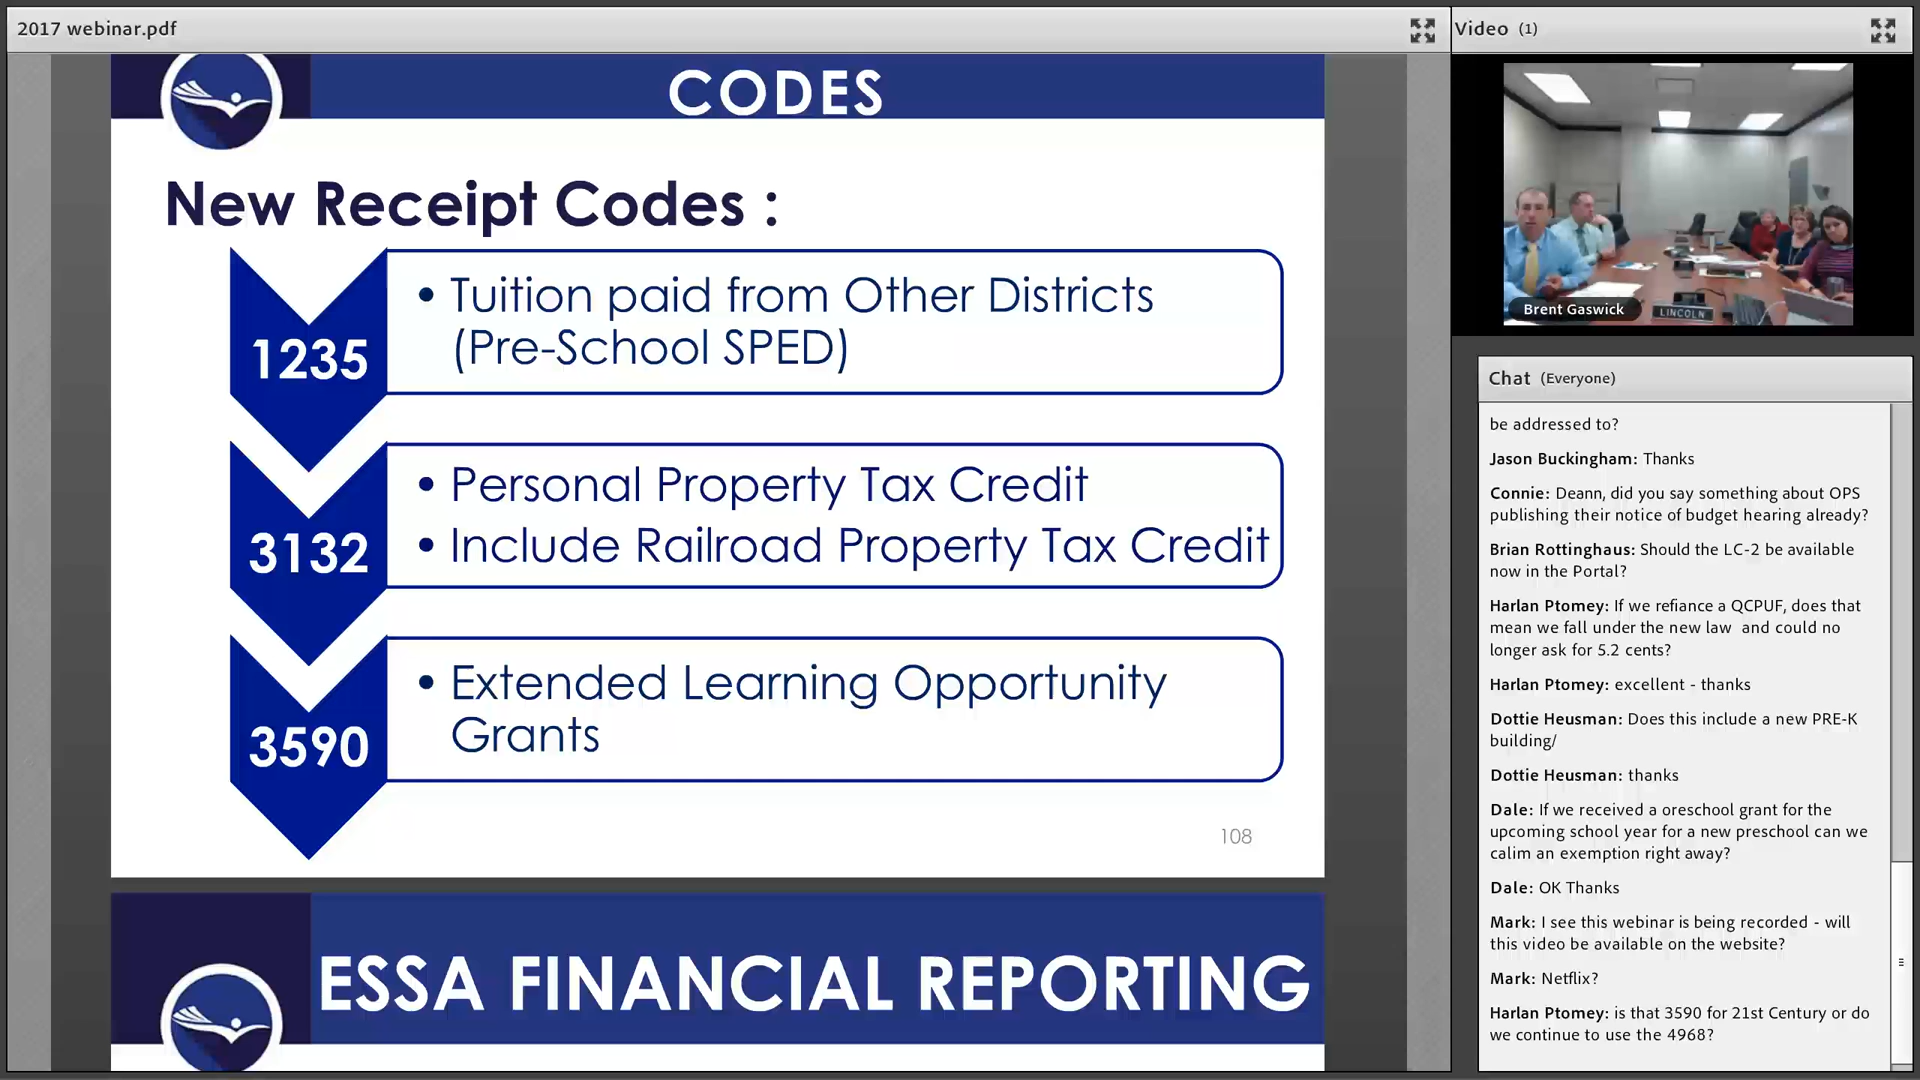 2017 webinar.pdf
CODES
New Receipt Codes :
1235
• Tuition paid from Other Districts
(Pre-School SPED)
3132
• Personal Property Tax Credit
• Include Railroad Property Tax Credit
3590
• Extended Learning Opportunity
Grants
108
ESSA FINANCIAL REPORTING
Video (1)
Brent Gaswick
LINCOLN
Chat (Everyone)
be addressed to?
Jason Buckingham: Thanks
Connie: Deann, did you say something about OPS
publishing their notice of budget hearing already?
Brian Rottinghaus: Should the LC-2 be available
now in the Portal?
Harlan Ptomey: If we refiance a QCPUF, does that
mean we fall under the new law and could no
longer ask for 5.2 cents?
Harlan Ptomey: excellent - thanks
Dottie Heusman: Does this include a new PRE-K
building/
Dottie Heusman: thanks
Dale: If we received a oreschool grant for the
upcoming school year for a new preschool can we
calim an exemption right away?
Dale: OK Thanks
Mark: I see this webinar is being recorded - will
this video be available on the website?
Mark: Netflix?
Harlan Ptomey: is that 3590 for 21st Century or do
we continue to use the 4968?